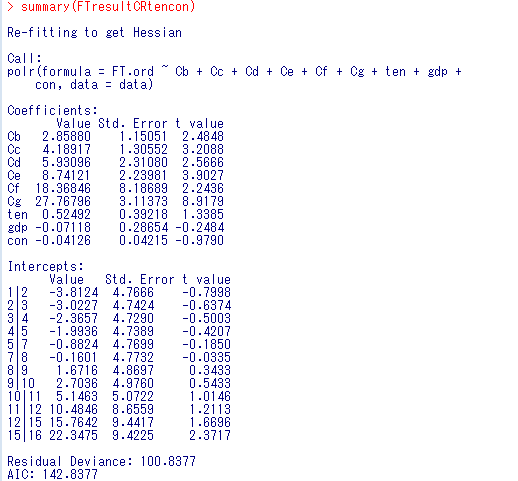 > summary(FTresultCRtencon)
Re-fitting to get Hessian
Call:
polr(formula = FT.ord ~ Cb + Cc + Cd + Ce + Cf + Cg + ten + gdp +
con, data = data)
Coefficients:
Value Std. Error t value
Cb 2.85880 1.15051 2.4848
Cc 4.18917 1.30552 3.2088
Cd 5.93096 2.31080 2.5666
Ce 8.74121 2.23981 3.9027
Cf 18.36846 8.18689 2.2436
Cg 27.76796 3.11373 8.9179
ten 0.52492 0.39218 1.3385
gdp -0.07118 0.28654 -0.2484
con -0.04126 0.04215 -0.9790
Intercepts:
Value Std. Error t value
1|2 -3.8124 4.7666 -0.7998
2|3 -3.0227 4.7424 -0.6374
3|4 -2.3657 4.7290 -0.5003
4|5 -1.9936 4.7389 -0.4207
5|7 -0.8824 4.7699 -0.1850
7|8 -0.1601 4.7732 -0.0335
8|9 1.6716 4.8697 0.3433
9|10 2.7036 4.9760 0.5433
10|11 5.1463 5.0722 1.0146
11|12 10.4846 8.6559 1.2113
12|15 15.7642 9.4417 1.6696
15|16 22.3475 9.4225 2.3717
Residual Deviance: 100.8377
AIC: 142.8377